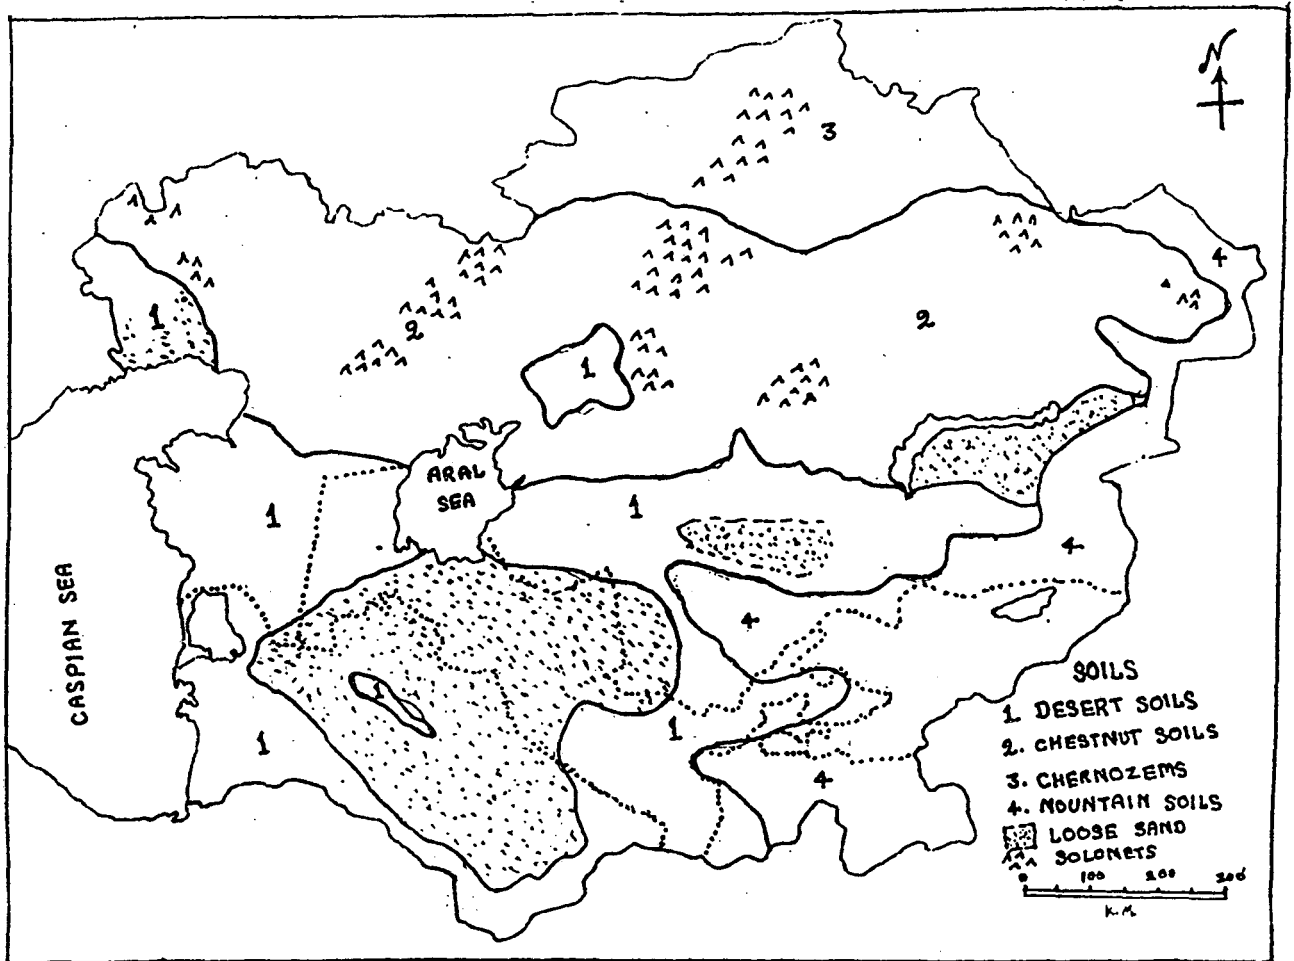 N
3
4
1
2
2
1
ARAL
SEA
1
1
4
4
CASPIAN SEA
1
1
1
4
SOILS
1. DESERT SOILS
2. CHESTNUT SOILS
3. CHERNOZEMS
4. MOUNTAIN SOILS
LOOSE SAND
SOLONETS
0 100 200 300
K.M.